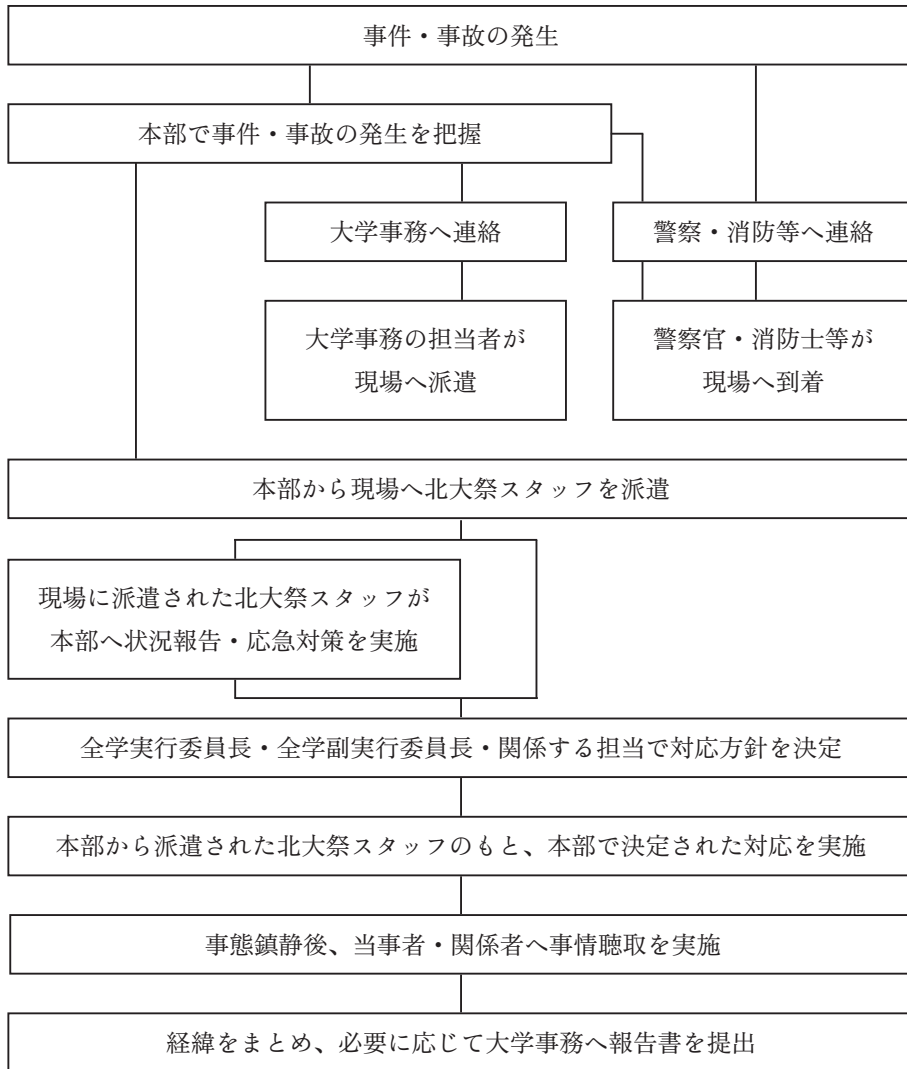 事件・事故の発生
本部で事件・事故の発生を把握
大学事務へ連絡
警察・消防等へ連絡
大学事務の担当者が
現場へ派遣
警察官・消防士等が
現場へ到着
本部から現場へ北大祭スタッフを派遣
現場に派遣された北大祭スタッフが
本部へ状況報告・応急対策を実施
全学実行委員長・全学副実行委員長・関係する担当で対応方針を決定
本部から派遣された北大祭スタッフのもと、本部で決定された対応を実施
事態鎮静後、当事者・関係者へ事情聴取を実施
経緯をまとめ、必要に応じて大学事務へ報告書を提出